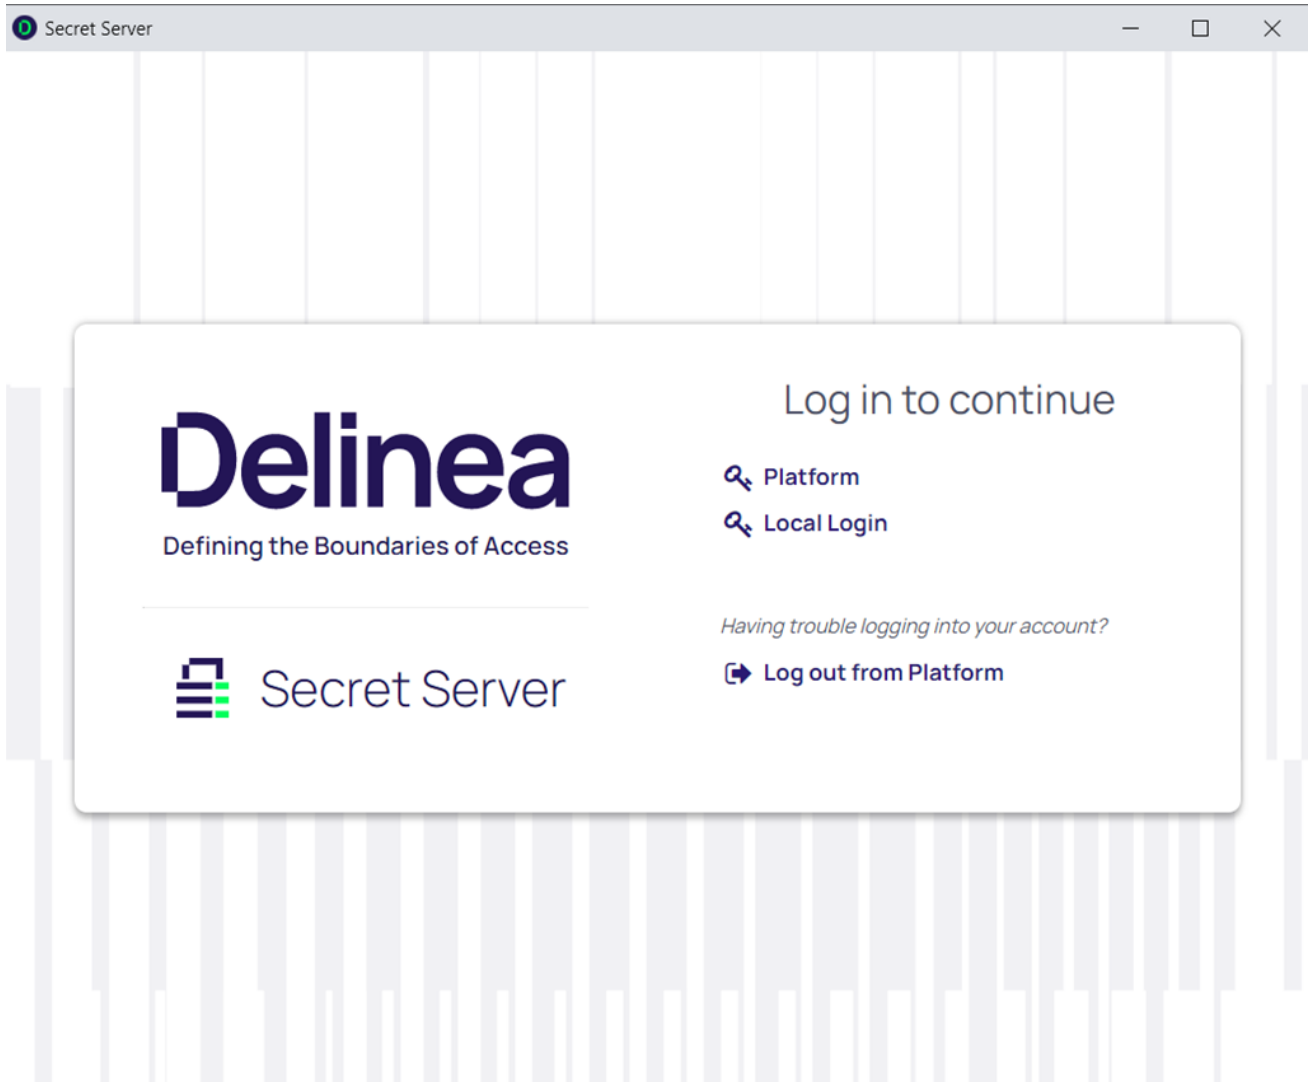 Secret Server
Delinea
Defining the Boundaries of Access
Secret Server
Log in to continue
Platform
Local Login
Having trouble logging into your account?
Log out from Platform